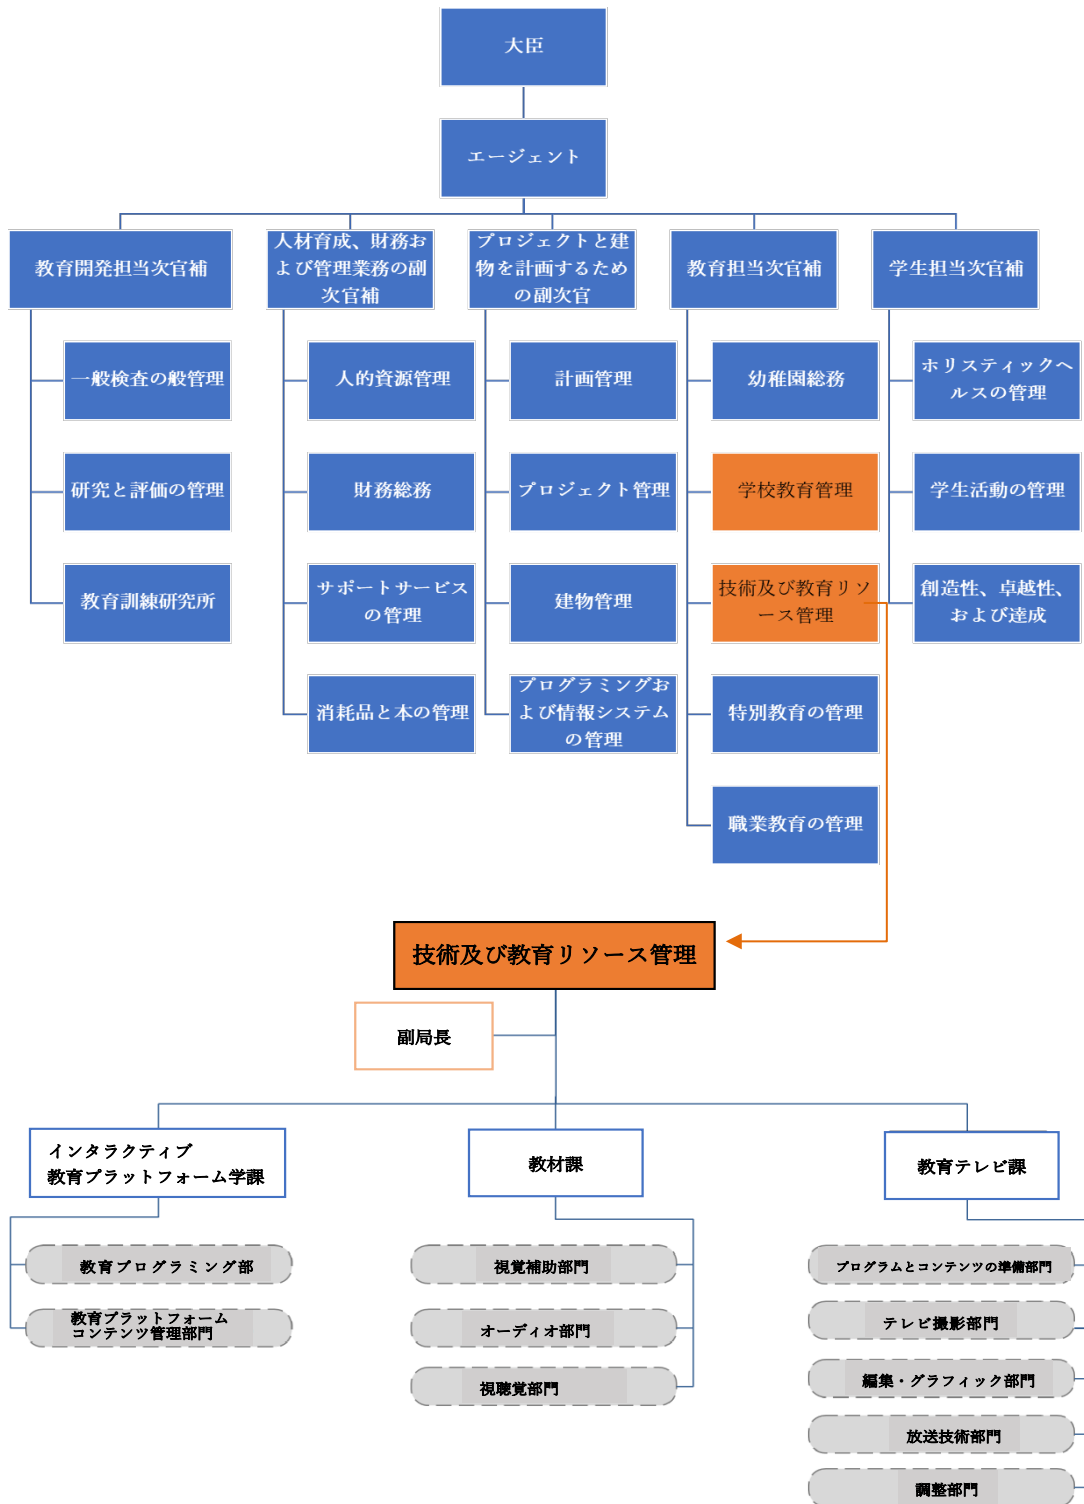 大臣
エージェント
教育開発担当次官補
人材育成、財務お
よび管理業務の副
次官補
プロジェクトと建
物を計画するため
の副次官
教育担当次官補
学生担当次官補
一般検査の般管理
人的資源管理
計画管理
幼稚園総務
ホリスティックヘ
ルスの管理
研究と評価の管理
財務総務
プロジェクト管理
学校教育管理
学生活動の管理
教育訓練研究所
サポートサービス
の管理
建物管理
技術及び教育リソ
ース管理
創造性、卓越性、
および達成
消耗品と本の管理
プログラミングお
よび情報システム
の管理
特別教育の管理
職業教育の管理
技術及び教育リソース管理
副局長
インタラクティブ
教育プラットフォーム学課
教材課
教育テレビ課
教育プログラミング部
視覚補助部門
プログラムとコンテンツの準備部門
教育プラットフォーム
コンテンツ管理部門
オーディオ部門
テレビ撮影部門
視聴覚部門
編集・グラフィック部門
放送技術部門
調整部門